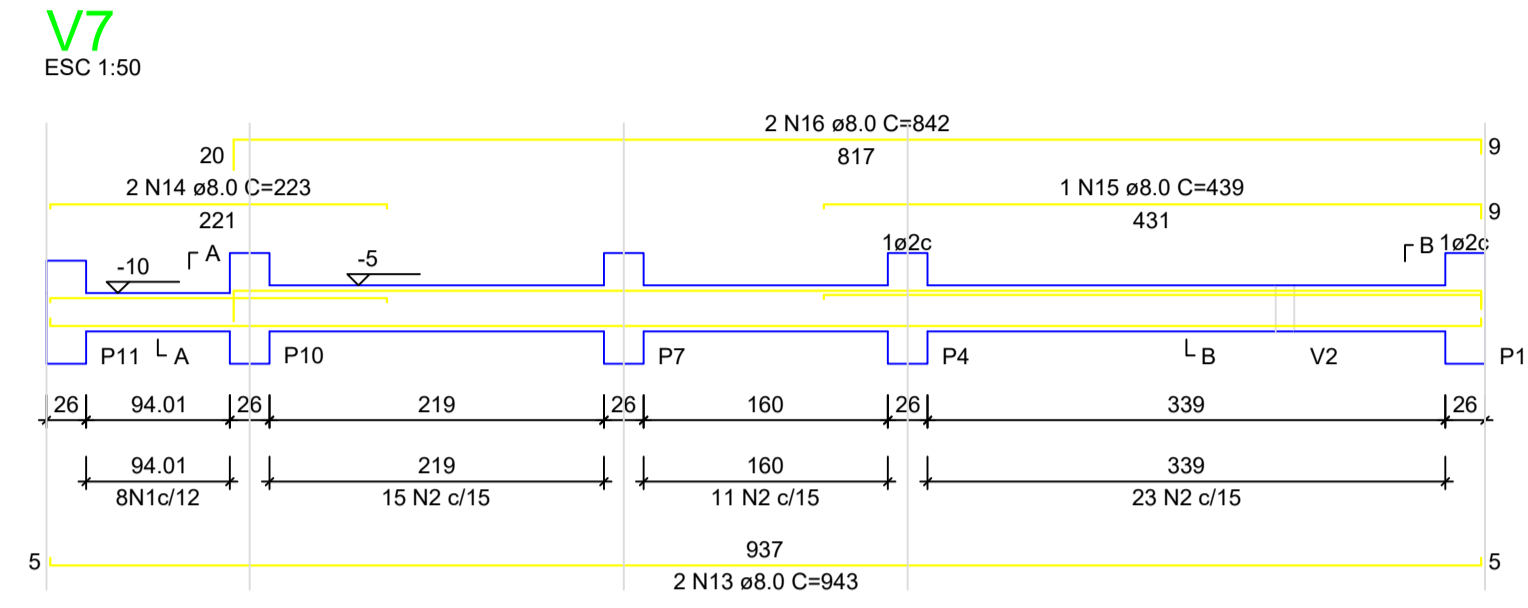 V7
ESC 1:50
2 N16 ø8.0 C=842
20
817
9
2 N14 ø8.0 C=223
1 N15 ø8.0 C=439
221
431
9
A
1ø2c
B
1ø2c
-10
-5
P11
A
P10
P7
P4
B
V2
P1
26
94.01
26
219
26
160
26
339
26
94.01
219
160
339
8N1c/12
15 N2 c/15
11 N2 c/15
23 N2 c/15
5
937
5
2 N13 ø8.0 C=943